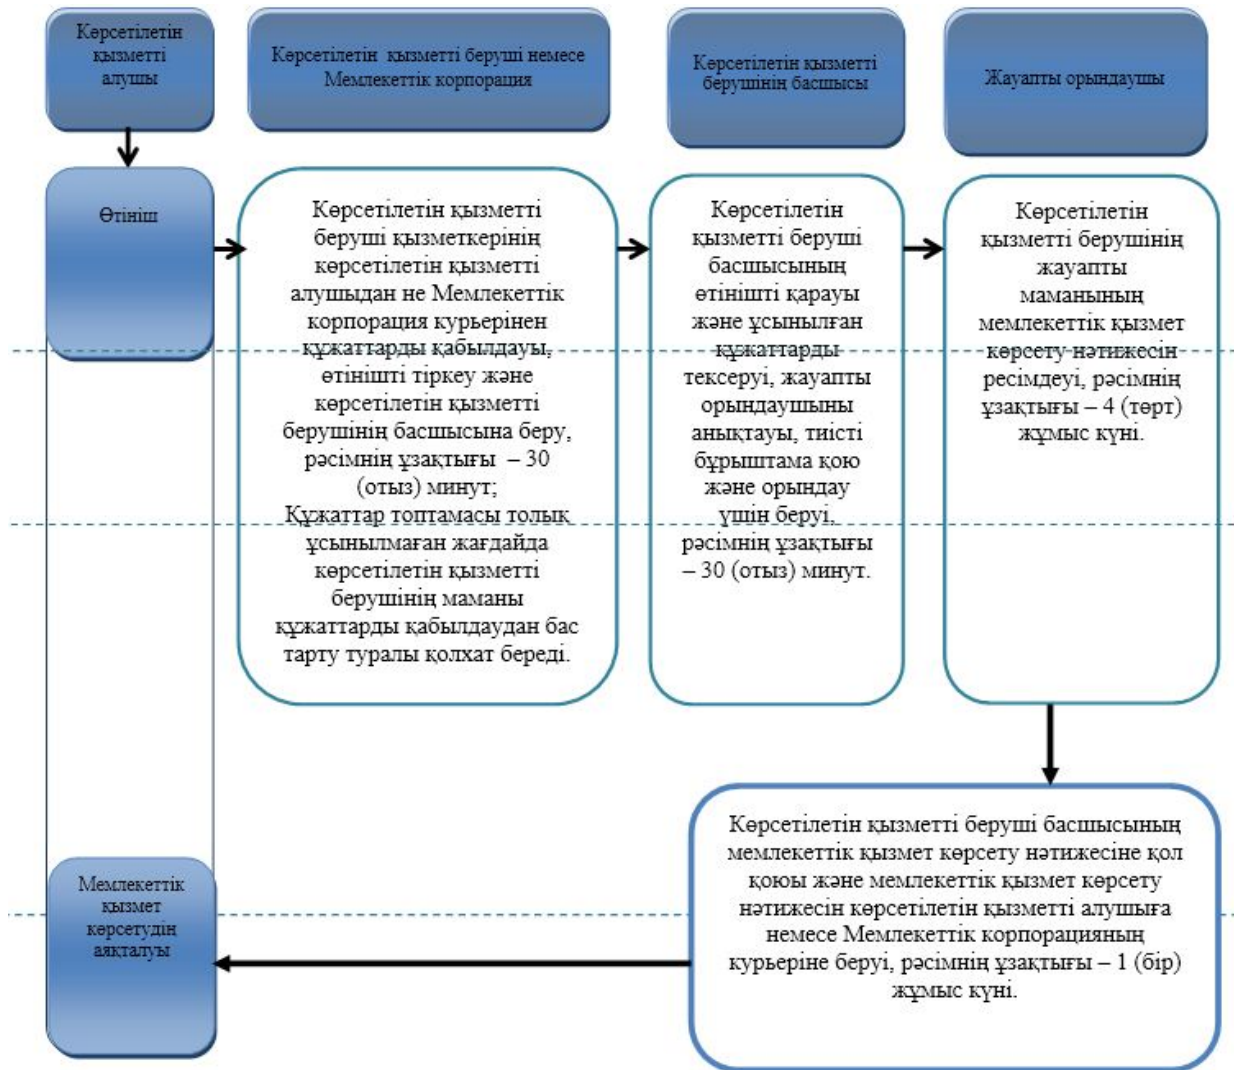 Көрсетілетін
қызметті
алушы
Көрсетілетін қызметті беруші немесе
Мемлекеттік корпорация
Көрсетілетін қызметті
берушінің басшысы
Жауапты орындаушы
Өтініш
Көрсетілетін қызметті
беруші қызметкерінің
көрсетілетін қызметті
алушыдан не Мемлекеттік
корпорация курьерінен
құжаттарды қабылдауы,
өтінішті тіркеу және
көрсетілетін қызметті
берушінің басшысына беру,
рәсімнің ұзақтығы – 30
(отыз) минут;
Құжаттар топтамасы толық
ұсынылмаған жағдайда
көрсетілетін қызметті
берушінің маманы
құжаттарды қабылдаудан бас
тарту туралы қолхат береді.
Көрсетілетін
қызметті беруші
басшысының
өтінішті қарауы
және ұсынылған
құжаттарды
тексеруі, жауапты
орындаушыны
анықтауы, тиісті
бұрыштама қою
және орындау
үшін беруі,
рәсімнің ұзақтығы
– 30 (отыз) минут.
Көрсетілетін
қызметті берушінің
жауапты
маманының
мемлекеттік қызмет
көрсету нәтижесін
ресімдеуі, рәсімнің
ұзақтығы – 4 (төрт)
жұмыс күні.
Көрсетілетін қызметті беруші басшысының
мемлекеттік қызмет көрсету нәтижесіне қол
қоюы және мемлекеттік қызмет көрсету
нәтижесін көрсетілетін қызметті алушыға
немесе Мемлекеттік корпорацияның
курьеріне беруі, рәсімнің ұзақтығы – 1 (бір)
жұмыс күні.
Мемлекеттік
қызмет
көрсетудің
аяқталуы